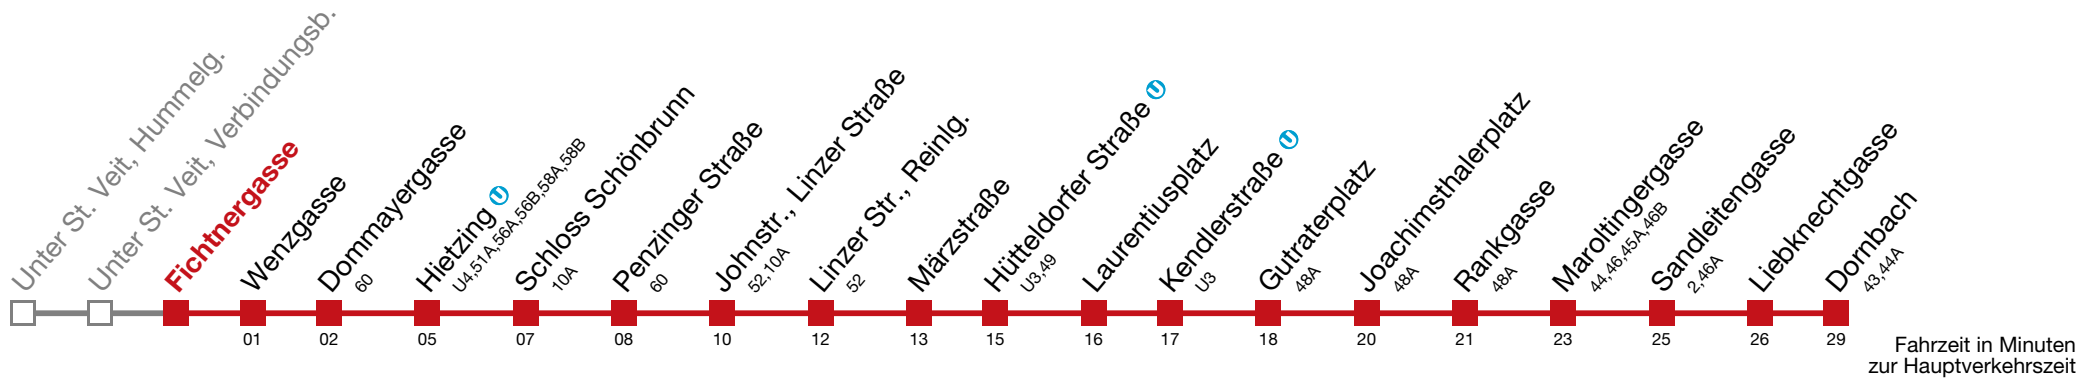 Unter St. Veit, Hummelg.
Unter St. Veit, Verbindungsb.
Fichtnergasse
Wenzgasse
01
Dommayergasse
60
02
Hietzing U
U4,51A,56A,56B,58A,58B
05
Schloss Schönbrunn
10A
07
Penzinger Straße
60
08
Johnstr., Linzer Straße
52,10A
10
Linzer Str., Reinlg.
52
12
Märzstraße
13
Hütteldorfer Straße U
U3,49
15
Laurentiusplatz
16
Kendlerstraße U
U3
17
Gutraterplatz
48A
18
Joachimsthalerplatz
48A
20
Rankgasse
48A
21
Maroltingergasse
44,46,45A,46B
23
Sandleitengasse
2,46A
25
Liebknechtgasse
26
Dornbach
43,44A
29
Fahrzeit in Minuten
zur Hauptverkehrszeit